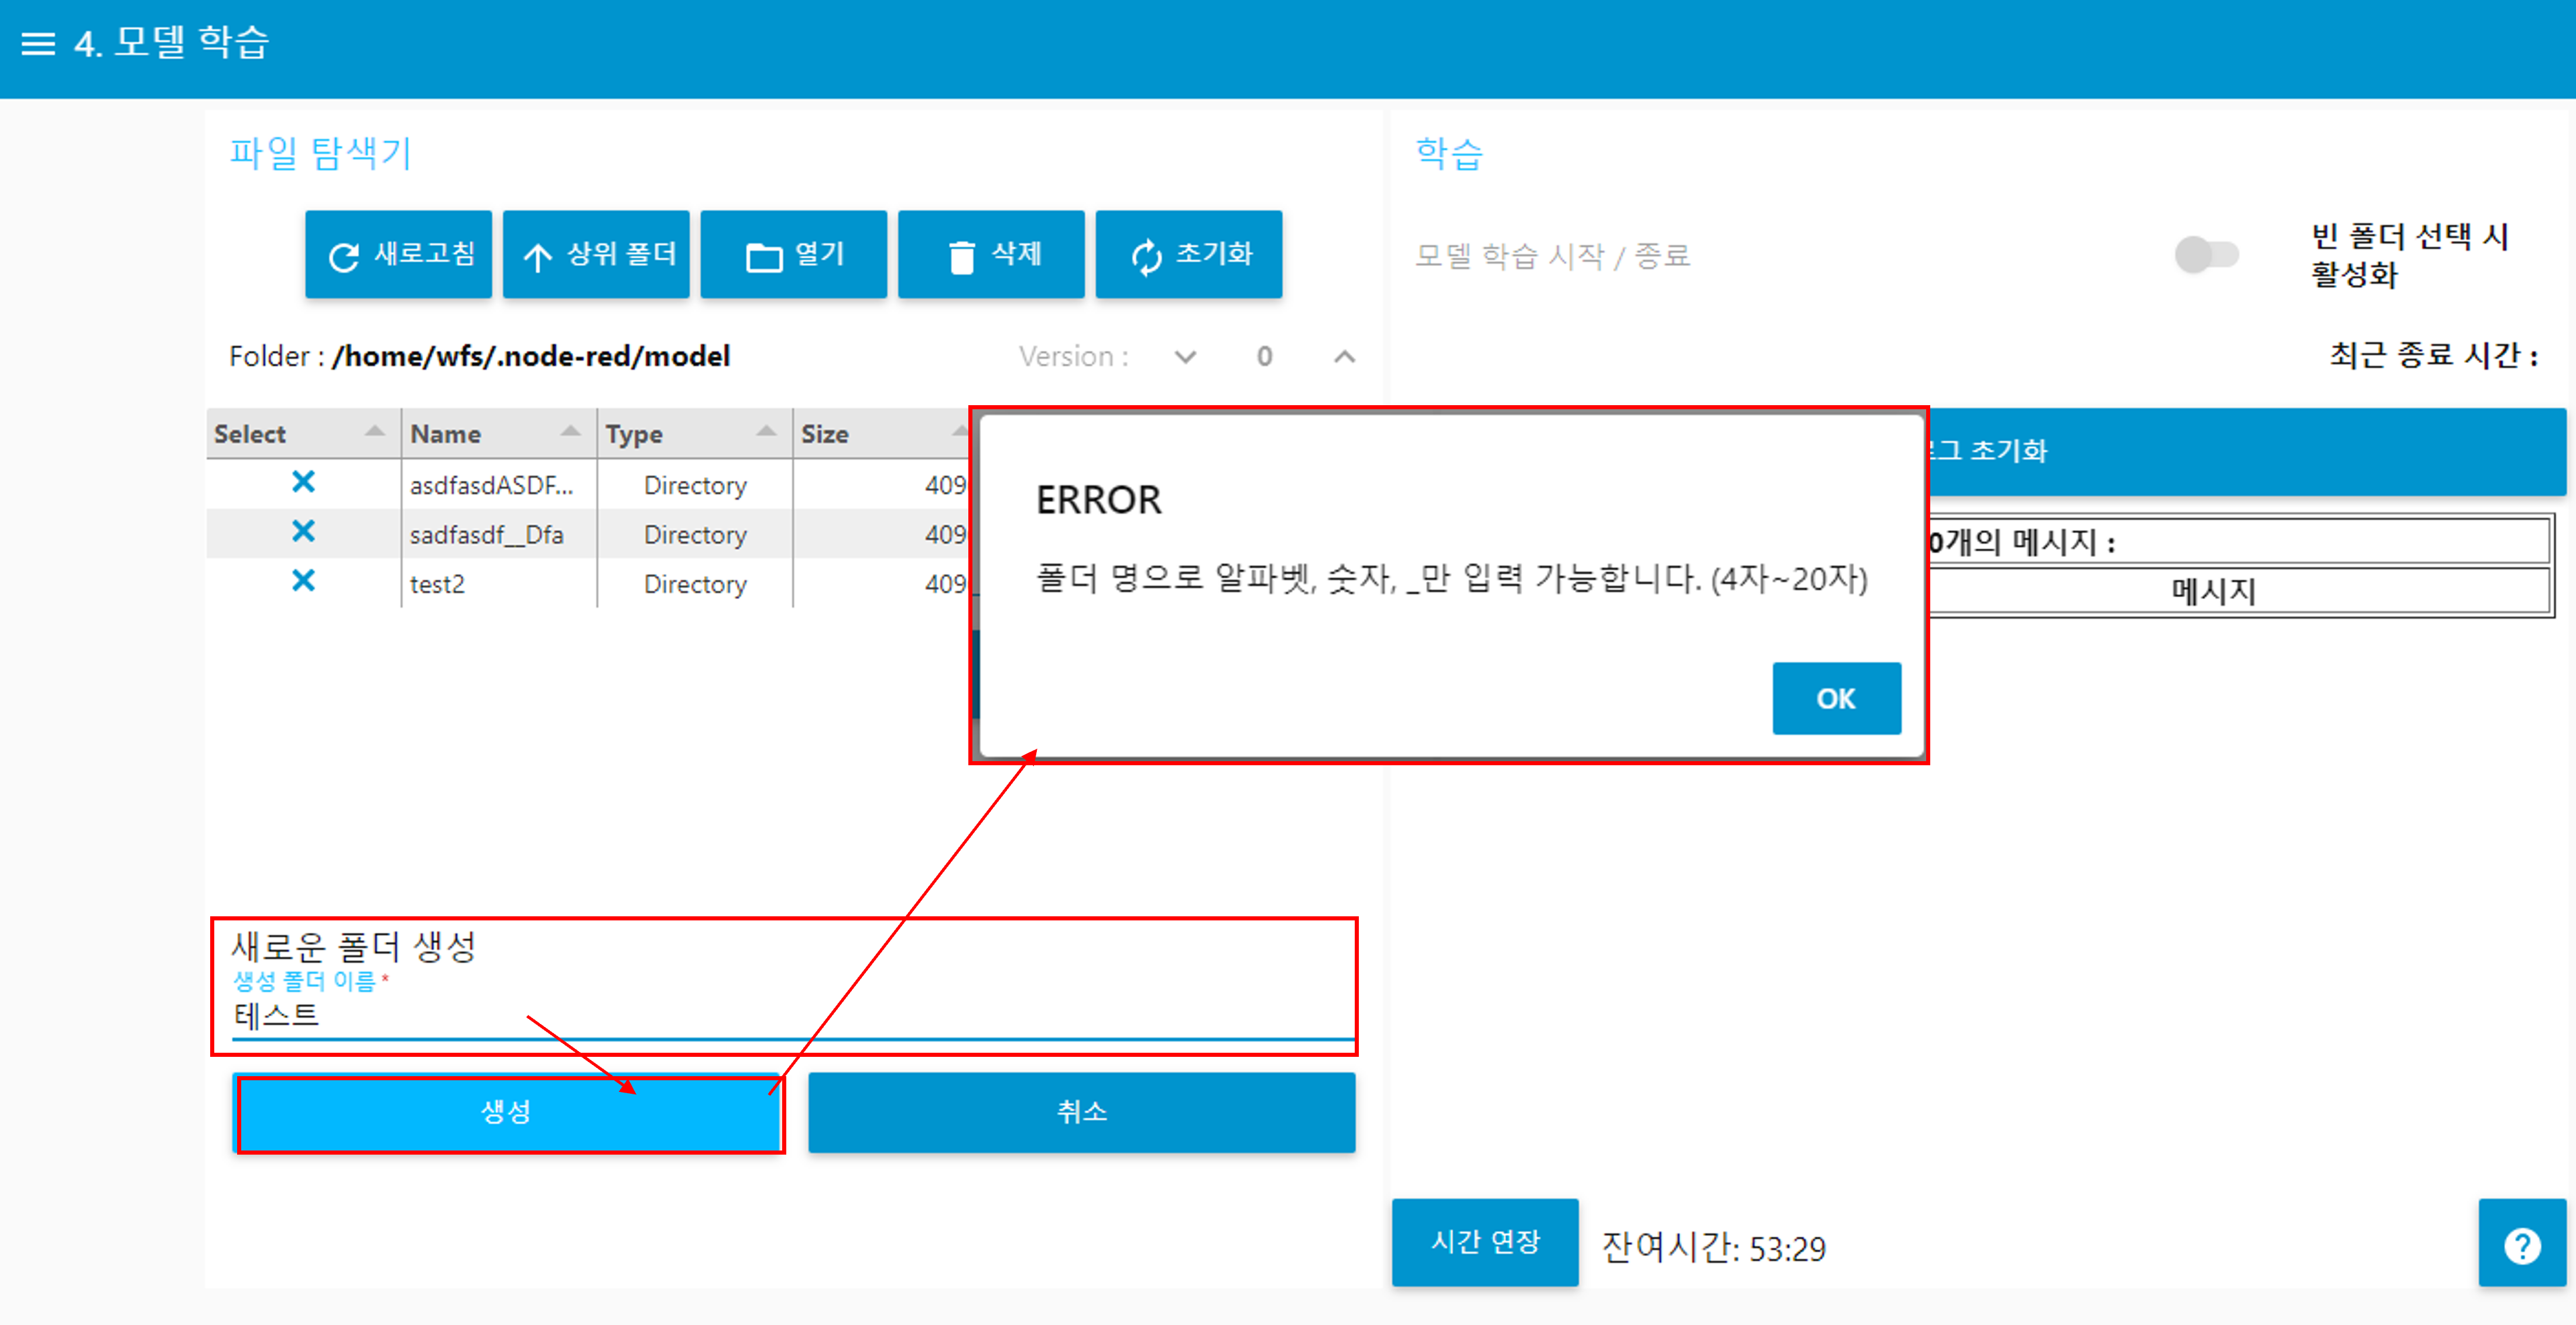 4. 모델 학습
파일 탐색기
새로고침
상위 폴더
열기
삭제
초기화
Folder : /home/wfs/.node-red/model
Version :
0
Select
Name
Type
Size
asdfasdASDF...
Directory
409
sadfasdf__Dfa
Directory
409
test2
Directory
409
새로운 폴더 생성
생성 폴더 이름 *
테스트
생성
취소
ERROR
폴더 명으로 알파벳, 숫자, _만 입력 가능합니다. (4자~20자)
OK
학습
모델 학습 시작 / 종료
빈 폴더 선택 시
활성화
최근 종료 시간 :
초기화
0개의 메시지 :
메시지
시간 연장
잔여시간: 53:29
?